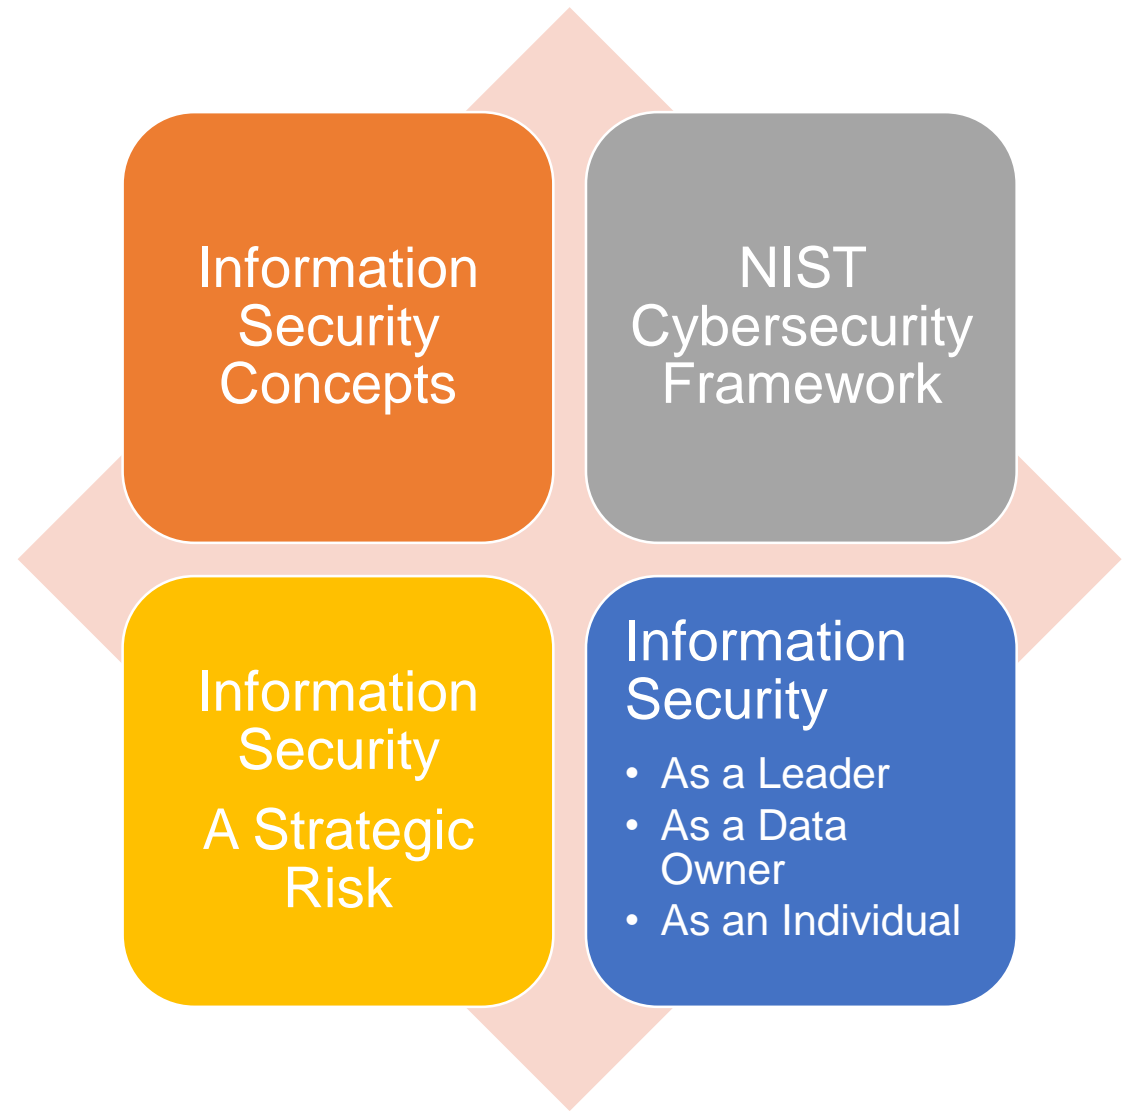 Information
Security
Concepts
NIST
Cybersecurity
Framework
Information
Security
A Strategic
Risk
Information
Security
• As a Leader
• As a Data
Owner
• As an Individual